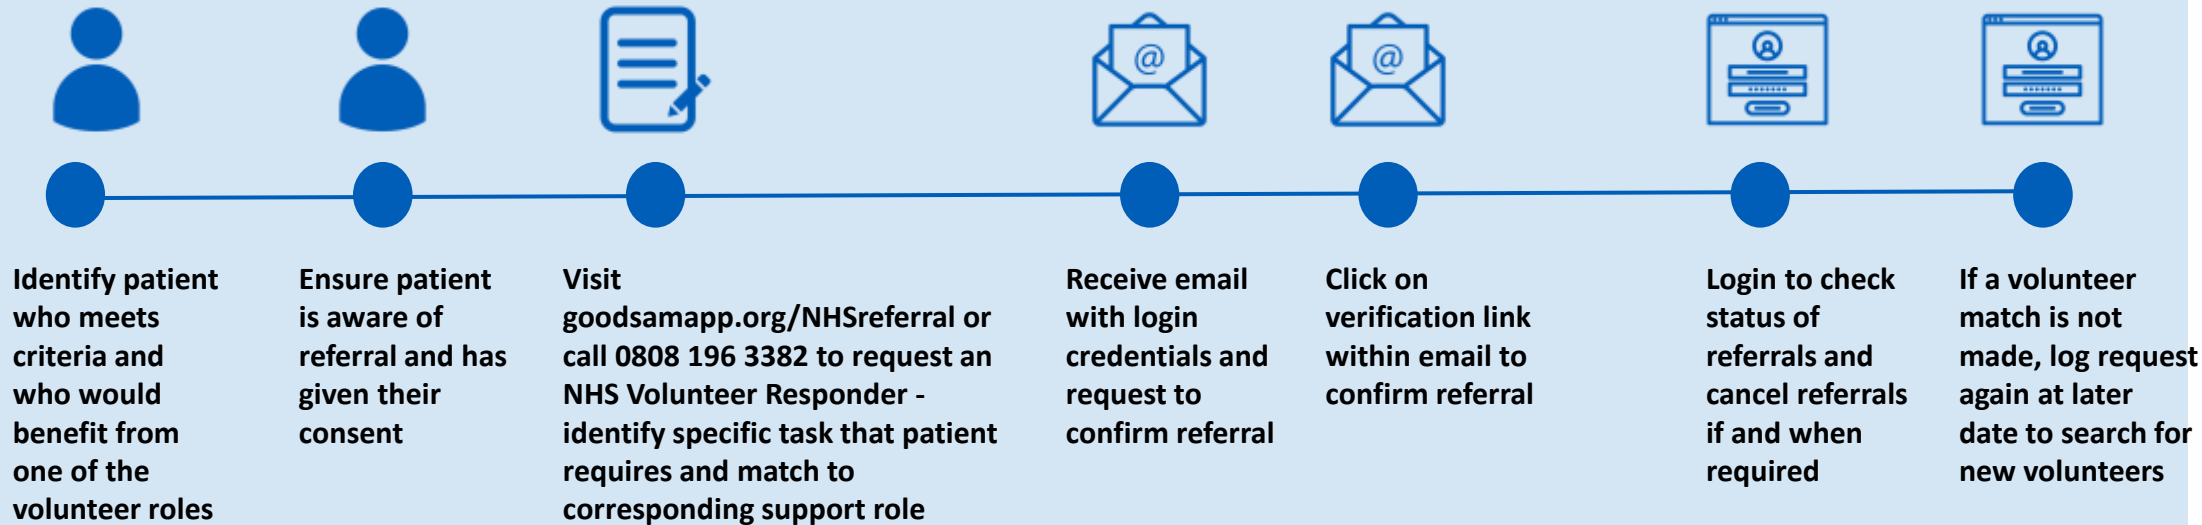 @
@
Identify patient
who meets
criteria and
who would
benefit from
one of the
volunteer roles
Ensure patient
is aware of
referral and has
given their
consent
Visit
goodsamapp.org/NHSreferral or
call 0808 196 3382 to request an
NHS Volunteer Responder -
identify specific task that patient
requires and match to
corresponding support role
Receive email
with login
credentials and
request to
confirm referral
Click on
verification link
within email to
confirm referral
Login to check
status of
referrals and
cancel referrals
if and when
required
If a volunteer
match is not
made, log request
again at later
date to search for
new volunteers